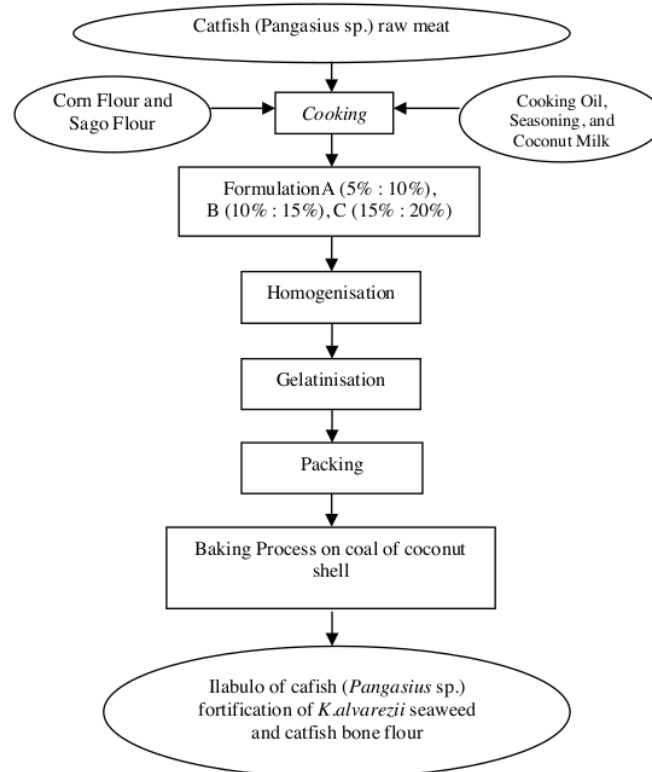 Catfish (Pangasius sp.) raw meat
Corn Flour and
Sago Flour
Cooking
Cooking Oil,
Seasoning, and
Coconut Milk
Formulation A (5% : 10%),
B (10% : 15%), C (15% : 20%)
Homogenisation
Gelatinisation
Packing
Baking Process on coal of coconut
shell
Ilabulo of cafish (Pangasius sp.)
fortification of K.alvarezii seaweed
and catfish bone flour